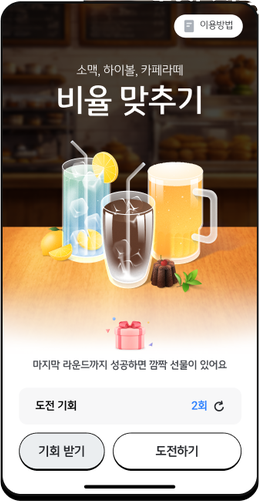 이용방법
소맥, 하이볼, 카페라떼
비율 맞추기
마지막 라운드까지 성공하면 깜짝 선물이 있어요
도전 기회 2회
기회 받기 도전하기